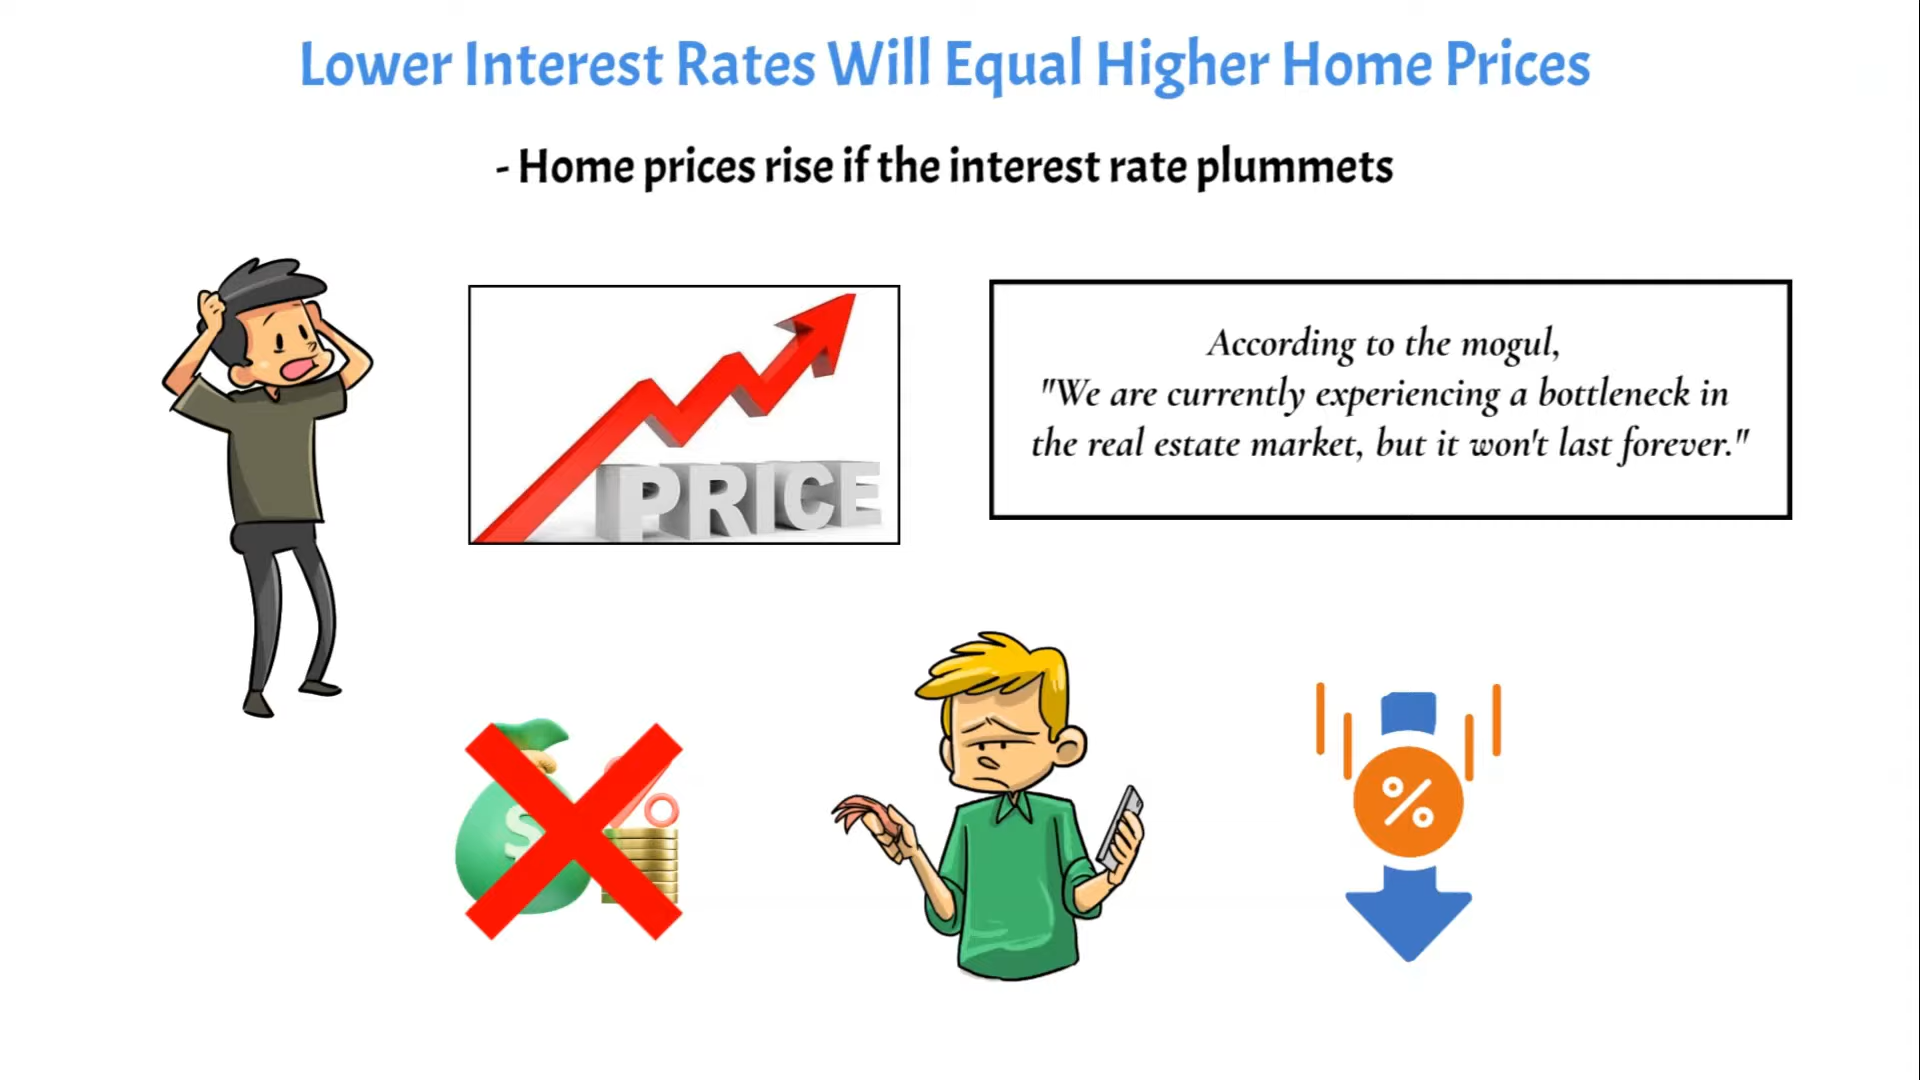 Lower Interest Rates Will Equal Higher Home Prices
- Home prices rise if the interest rate plummets
PRICE
According to the mogul,
"We are currently experiencing a bottleneck in
the real estate market, but it won't last forever."
$
%
%